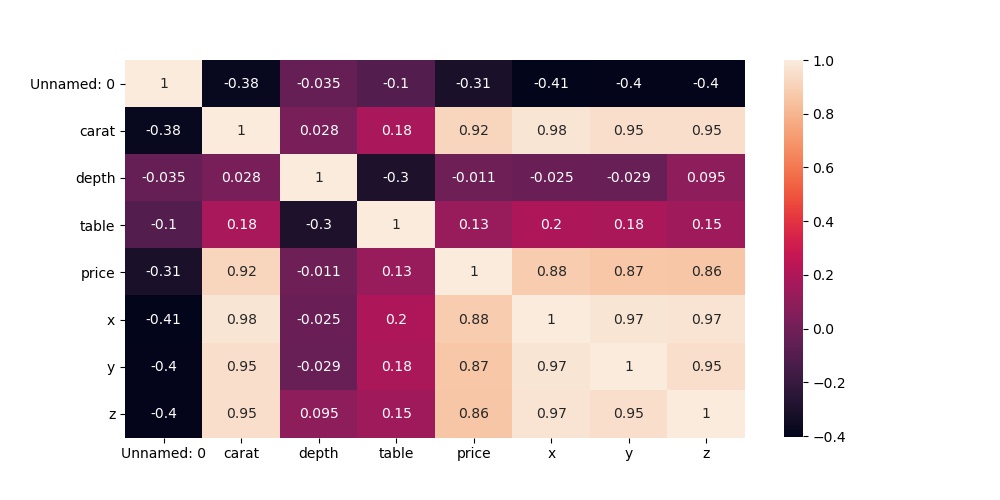 Unnamed: 0 1 -0.38 -0.035 -0.1 -0.31 -0.41 -0.4 -0.4
carat -0.38 1 0.028 0.18 0.92 0.98 0.95 0.95
depth -0.035 0.028 1 -0.3 -0.011 -0.025 -0.029 0.095
table -0.1 0.18 -0.3 1 0.13 0.2 0.18 0.15
price -0.31 0.92 -0.011 0.13 1 0.88 0.87 0.86
x -0.41 0.98 -0.025 0.2 0.88 1 0.97 0.97
y -0.4 0.95 -0.029 0.18 0.87 0.97 1 0.95
z -0.4 0.95 0.095 0.15 0.86 0.97 0.95 1
Unnamed: 0 carat depth table price x y z
1.0
0.8
0.6
0.4
0.2
0.0
−0.2
−0.4